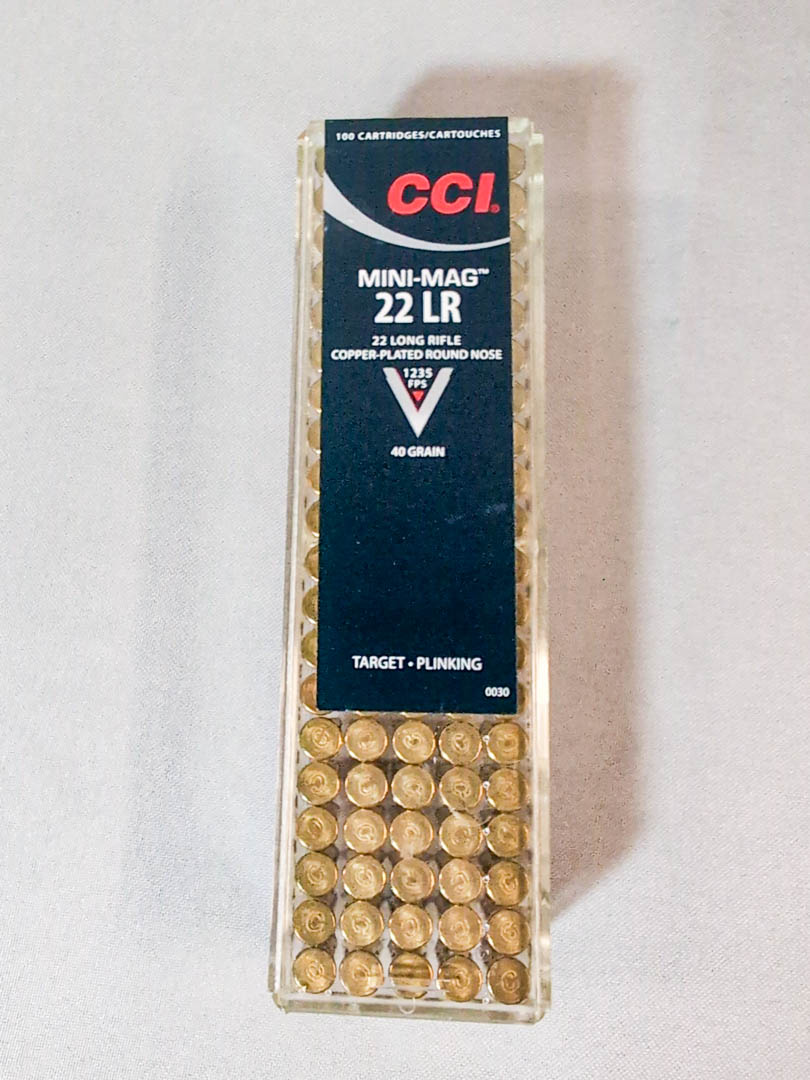 100 CARTRIDGES/CARTOUCHES
CCI®
MINI-MAG™
22 LR
22 LONG RIFLE
COPPER-PLATED ROUND NOSE
1235
FPS
40 GRAIN
TARGET • PLINKING
0030